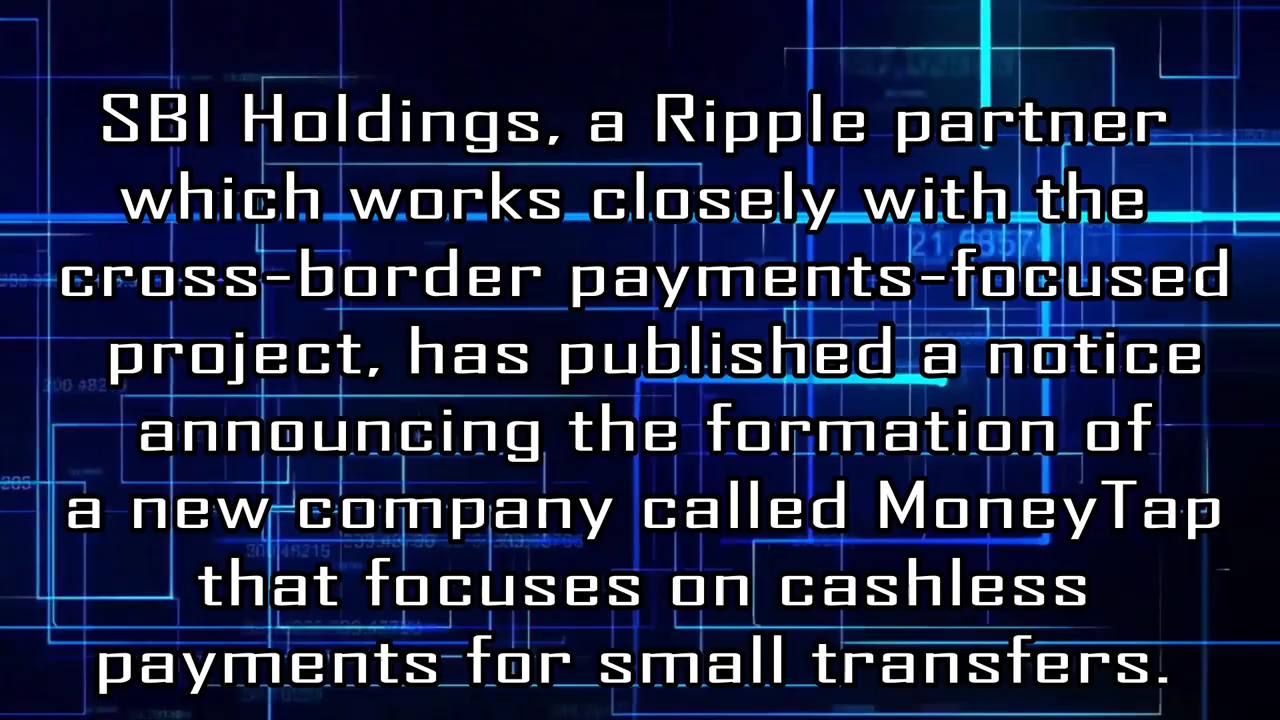 SBI Holdings, a Ripple partner
which works closely with the
cross-border payments-focused
project, has published a notice
announcing the formation of
a new company called MoneyTap
that focuses on cashless
payments for small transfers.